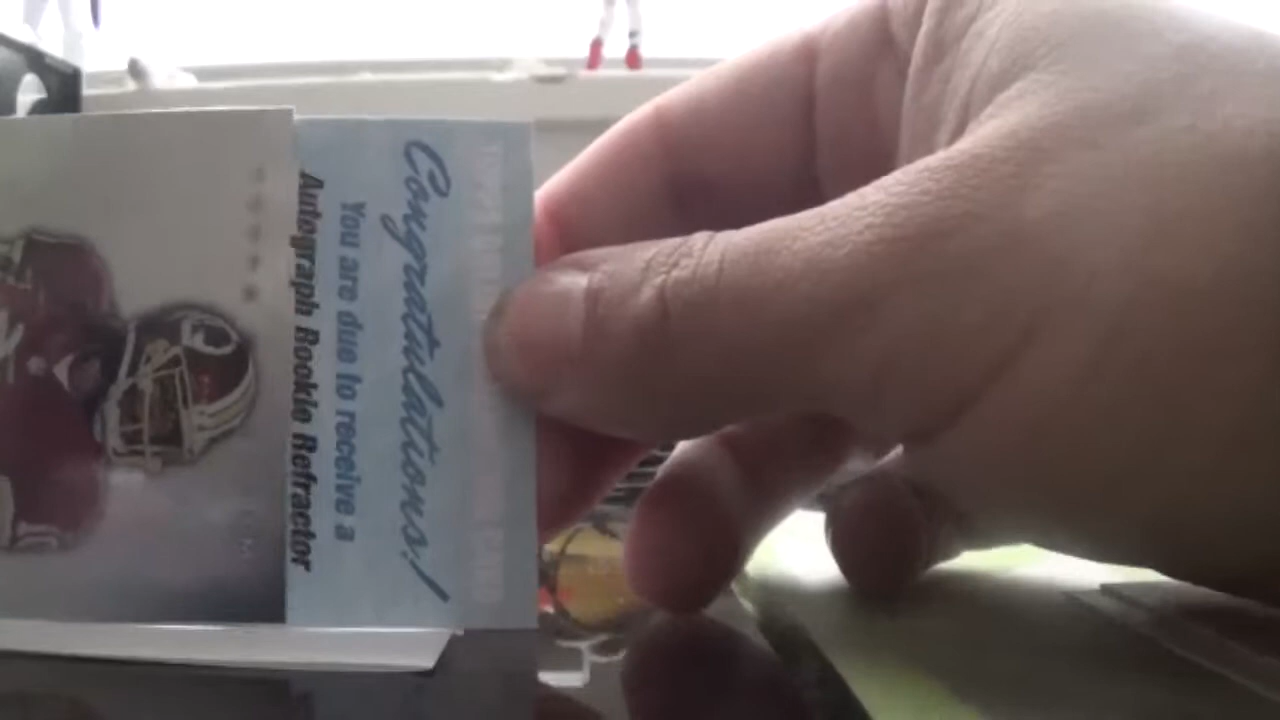 Congratulations!
You are due to receive a
Autograph Rookie Refractor